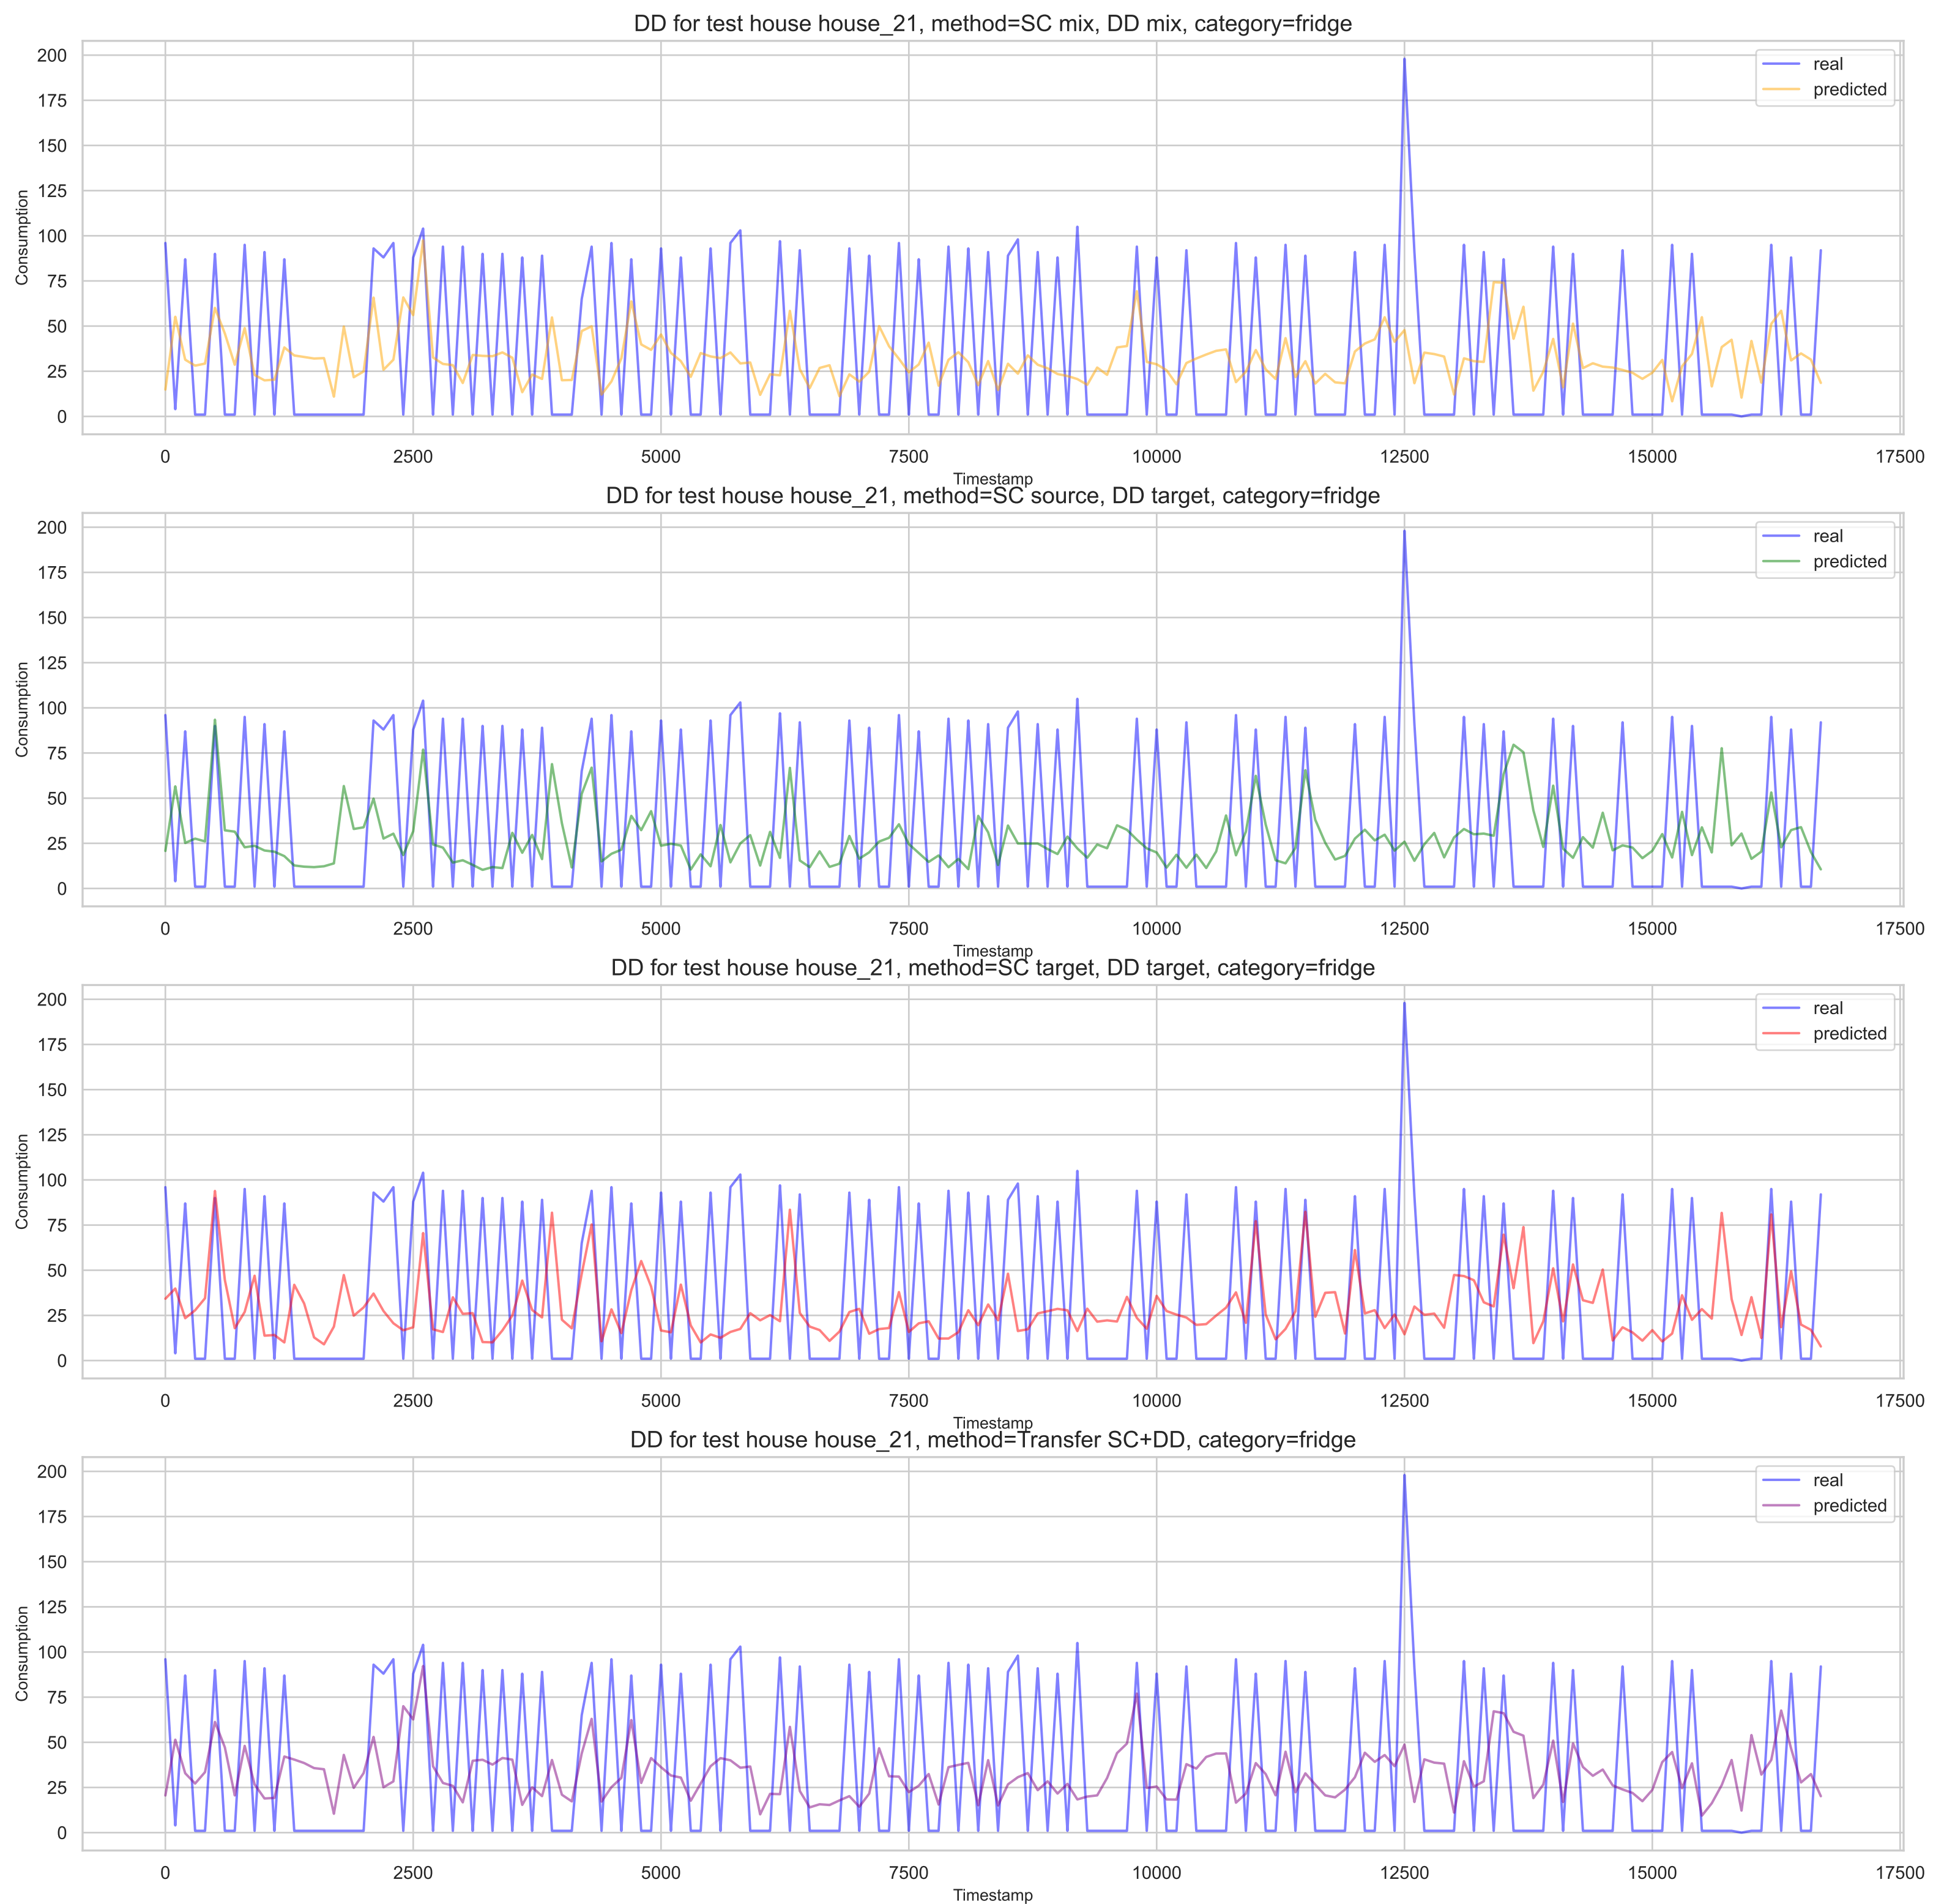 DD for test house house_21, method=SC mix, DD mix, category=fridge
200
175
150
125
100
75
50
25
0
Consumption
real
predicted
0 2500 5000 7500 10000 12500 15000 17500
Timestamp
DD for test house house_21, method=SC source, DD target, category=fridge
200
175
150
125
100
75
50
25
0
Consumption
real
predicted
0 2500 5000 7500 10000 12500 15000 17500
Timestamp
DD for test house house_21, method=SC target, DD target, category=fridge
200
175
150
125
100
75
50
25
0
Consumption
real
predicted
0 2500 5000 7500 10000 12500 15000 17500
Timestamp
DD for test house house_21, method=Transfer SC+DD, category=fridge
200
175
150
125
100
75
50
25
0
Consumption
real
predicted
0 2500 5000 7500 10000 12500 15000 17500
Timestamp